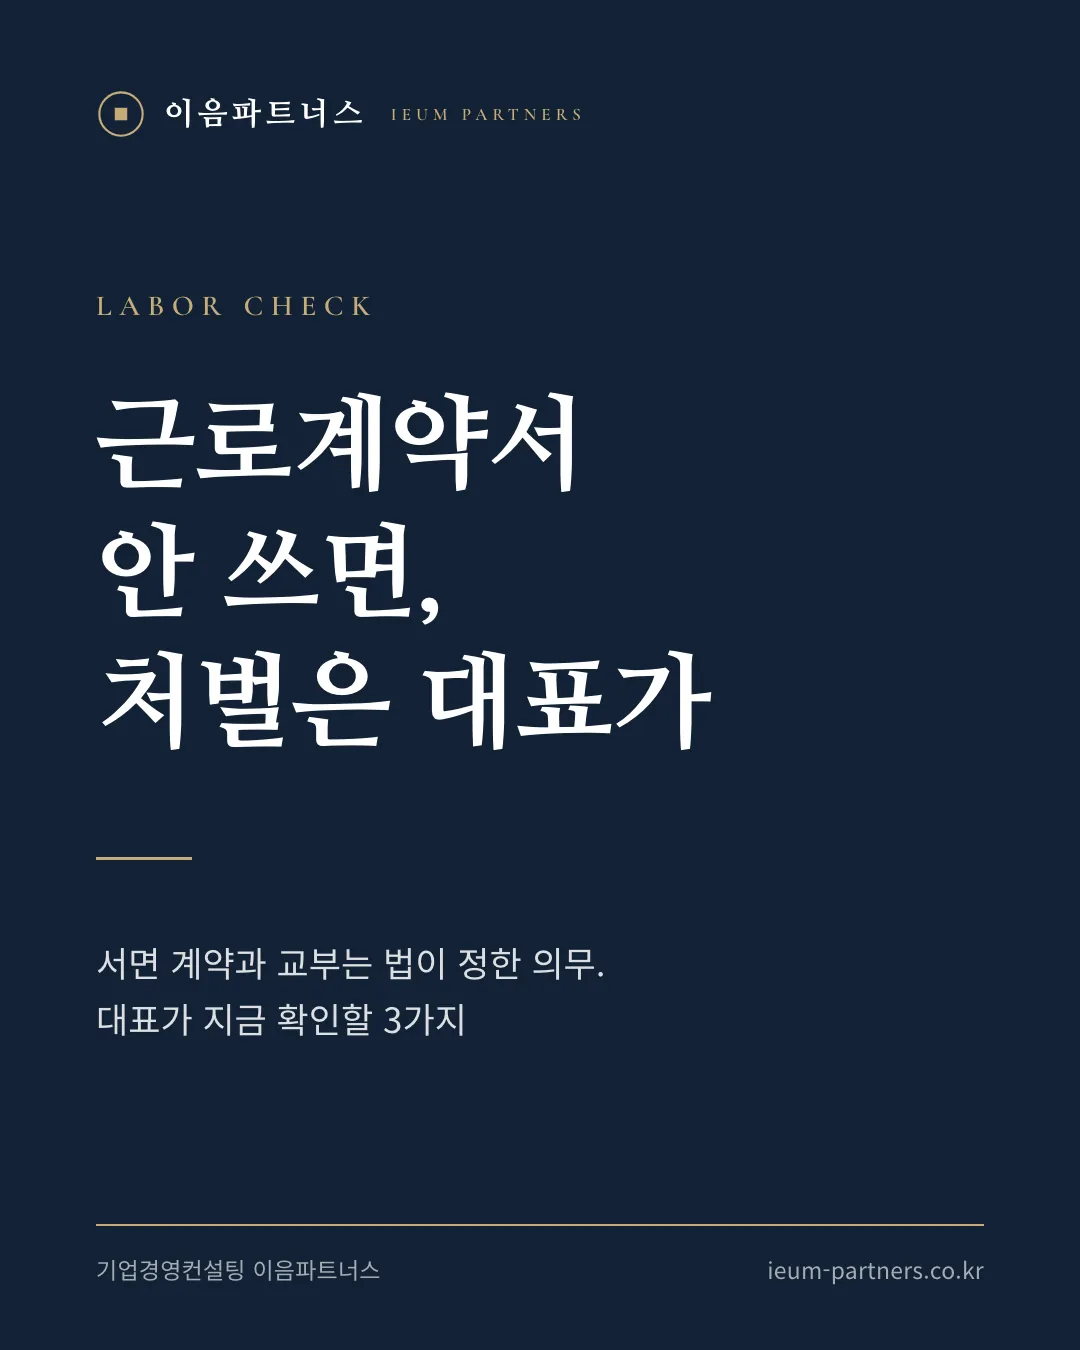 이음파트너스 IEUM PARTNERS
LABOR CHECK
근로계약서
안 쓰면,
처벌은 대표가
서면 계약과 교부는 법이 정한 의무.
대표가 지금 확인할 3가지
기업경영컨설팅 이음파트너스 ieum-partners.co.kr